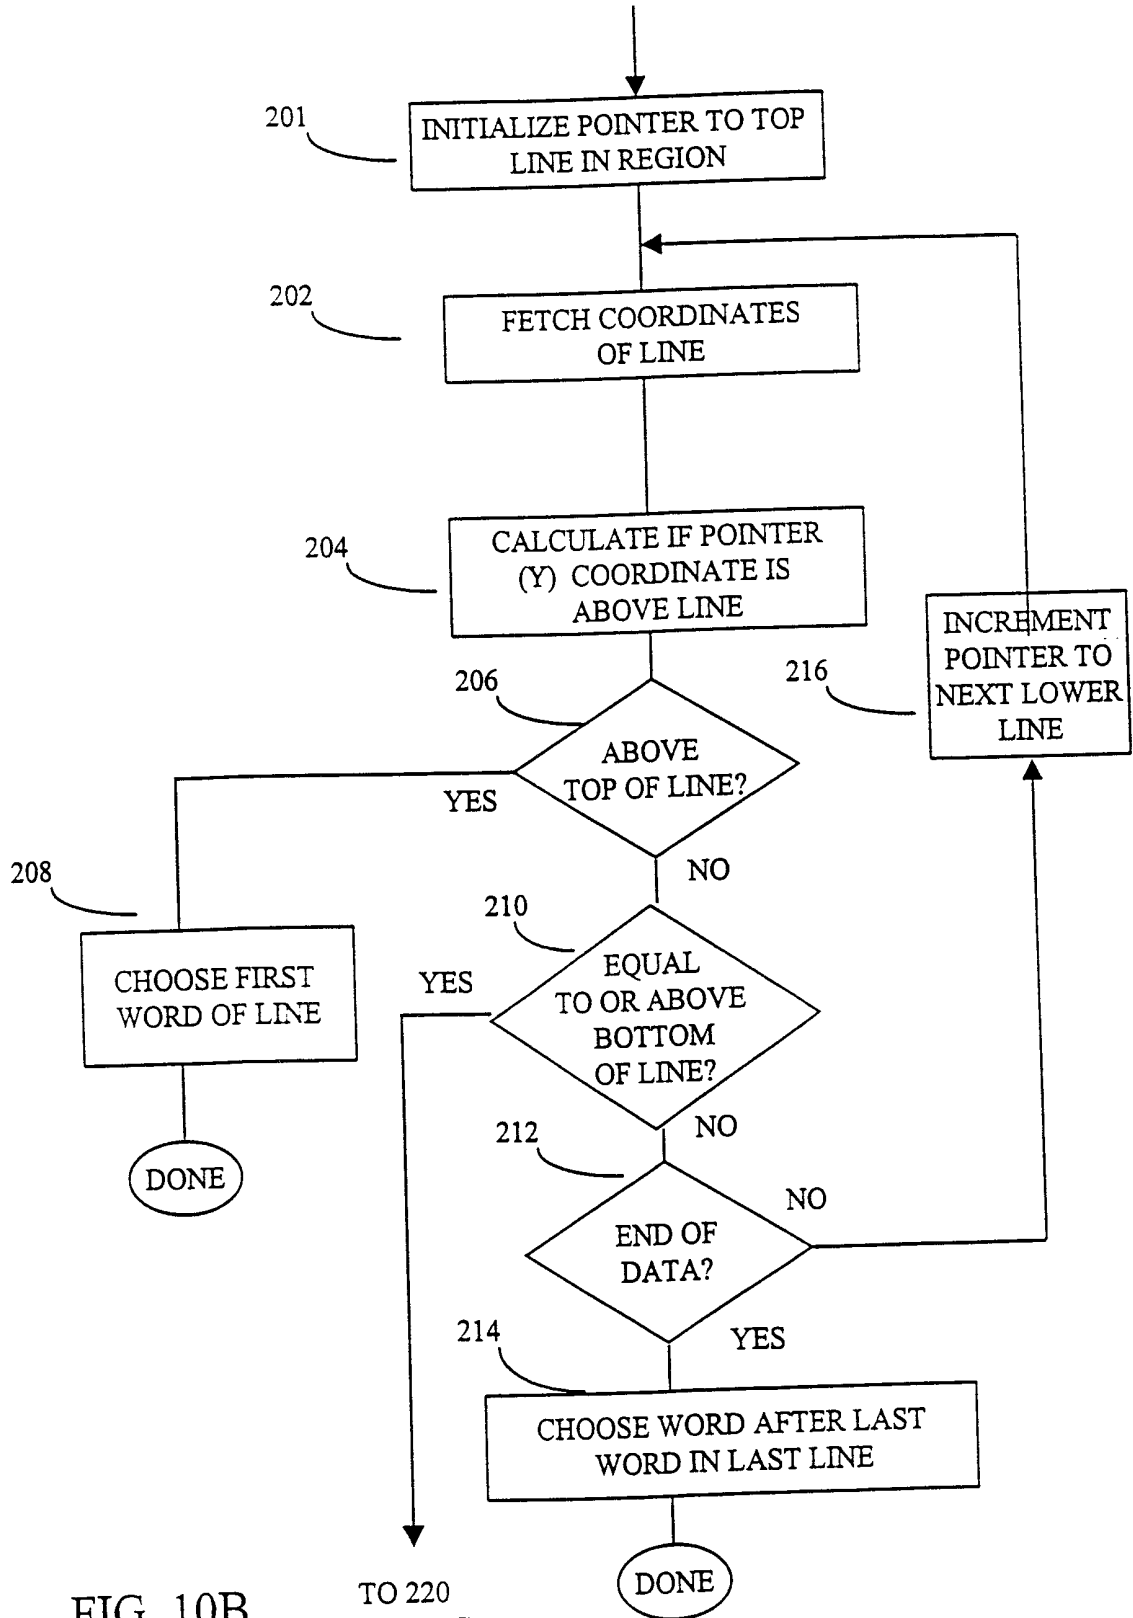 201
INITIALIZE POINTER TO TOP
LINE IN REGION
202
FETCH COORDINATES
OF LINE
204
CALCULATE IF POINTER
(Y) COORDINATE IS
ABOVE LINE
216
INCREMENT
POINTER TO
NEXT LOWER
LINE
206
ABOVE
TOP OF LINE?
YES
NO
208
CHOOSE FIRST
WORD OF LINE
DONE
210
EQUAL
TO OR ABOVE
BOTTOM
OF LINE?
YES
NO
212
END OF
DATA?
NO
YES
214
CHOOSE WORD AFTER LAST
WORD IN LAST LINE
DONE
TO 220
FIG. 10B